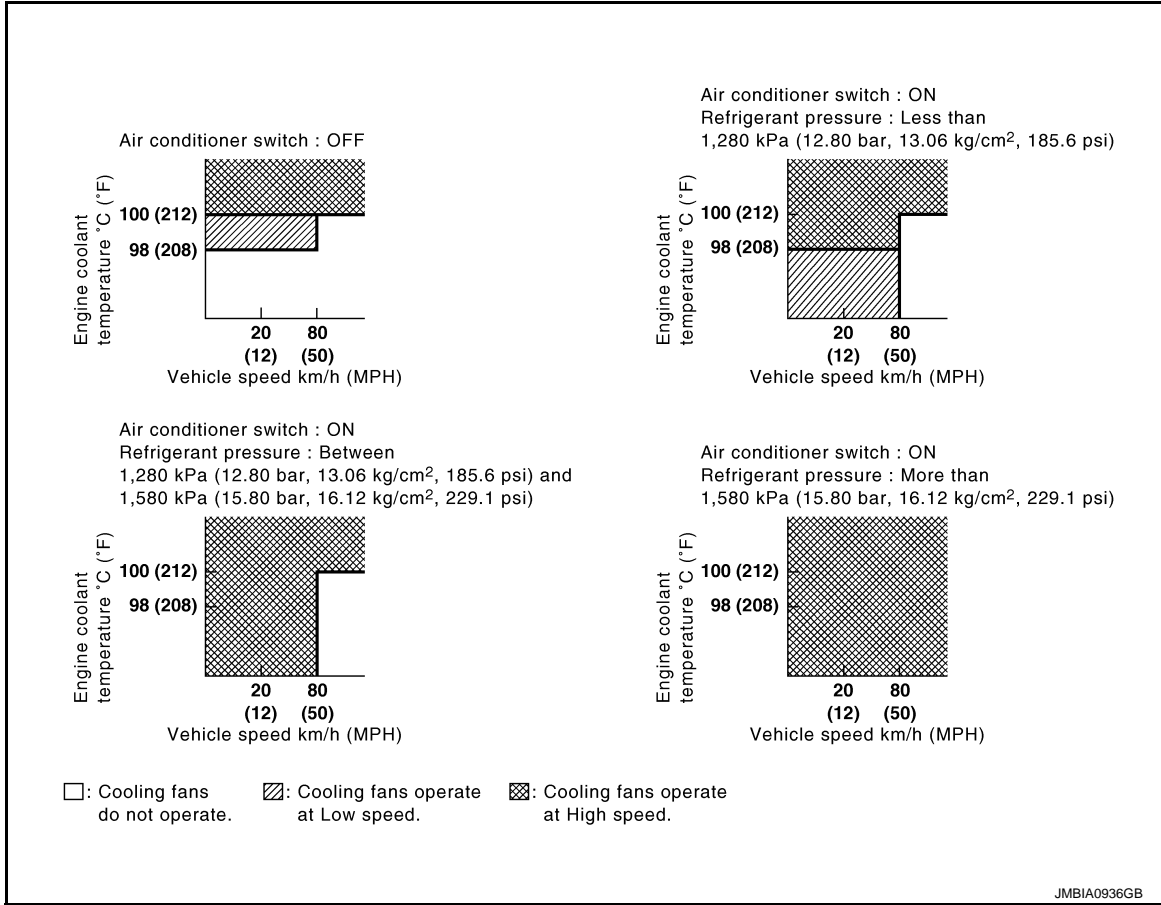 Air conditioner switch : OFF
Engine coolant
temperature ˚C (˚F)
100 (212)
98 (208)
20 80
(12) (50)
Vehicle speed km/h (MPH)
Air conditioner switch : ON
Refrigerant pressure : Less than
1,280 kPa (12.80 bar, 13.06 kg/cm², 185.6 psi)
Engine coolant
temperature ˚C (˚F)
100 (212)
98 (208)
20 80
(12) (50)
Vehicle speed km/h (MPH)
Air conditioner switch : ON
Refrigerant pressure : Between
1,280 kPa (12.80 bar, 13.06 kg/cm², 185.6 psi) and
1,580 kPa (15.80 bar, 16.12 kg/cm², 229.1 psi)
Engine coolant
temperature ˚C (˚F)
100 (212)
98 (208)
20 80
(12) (50)
Vehicle speed km/h (MPH)
Air conditioner switch : ON
Refrigerant pressure : More than
1,580 kPa (15.80 bar, 16.12 kg/cm², 229.1 psi)
Engine coolant
temperature ˚C (˚F)
100 (212)
98 (208)
20 80
(12) (50)
Vehicle speed km/h (MPH)
: Cooling fans
do not operate.
: Cooling fans operate
at Low speed.
: Cooling fans operate
at High speed.
JMBIA0936GB